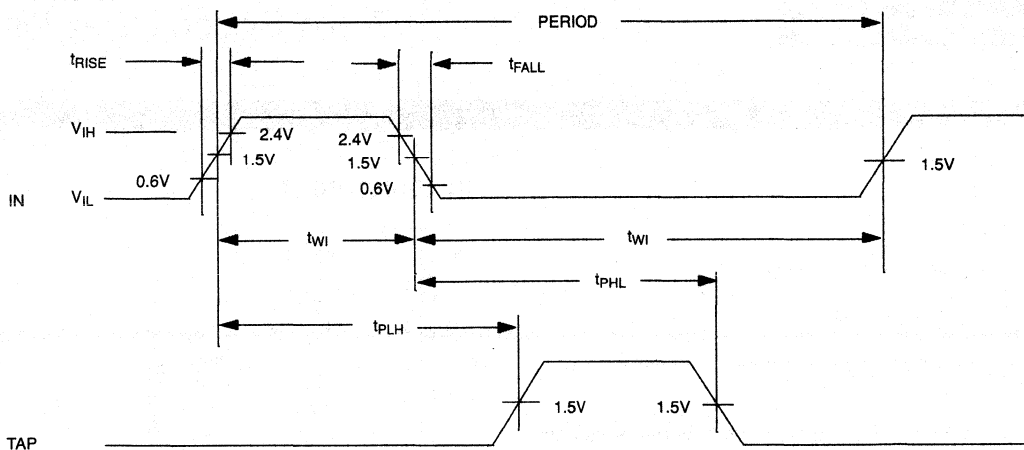 PERIOD
tRISE
tFALL
VIH
2.4V
2.4V
1.5V
1.5V
1.5V
0.6V
0.6V
IN
VIL
tWI
tWI
tPHL
tPLH
1.5V
1.5V
TAP